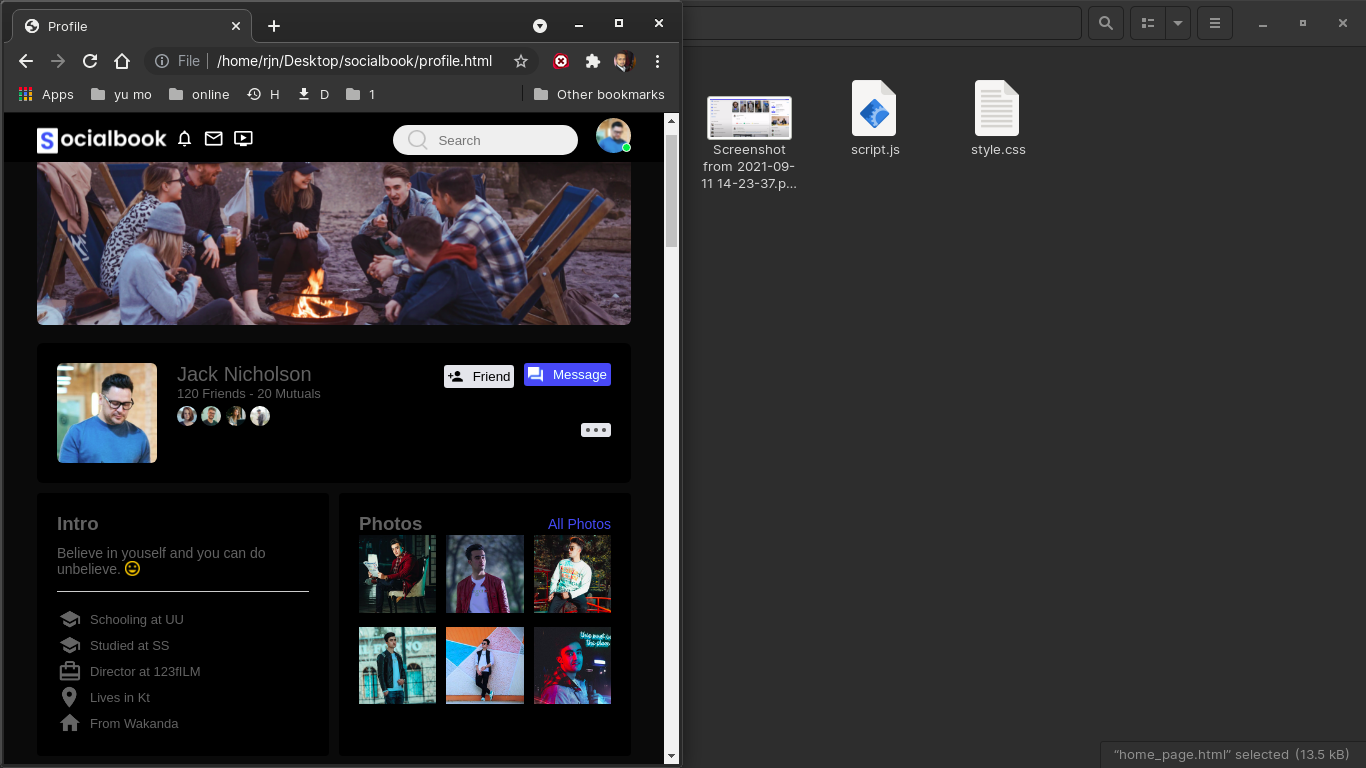 Profile
File
/home/rjn/Desktop/socialbook/profile.html
Apps
yu mo
online
H
D
1
Other bookmarks
Socialbook
Search
Jack Nicholson
120 Friends - 20 Mutuals
Friend
Message
Intro
Believe in youself and you can do
unbelieve.
Schooling at UU
Studied at SS
Director at 123fILM
Lives in Kt
From Wakanda
Photos
All Photos
Screenshot
from 2021-09-
11 14-23-37.p...
script.js
style.css
“home_page.html” selected (13.5 kB)